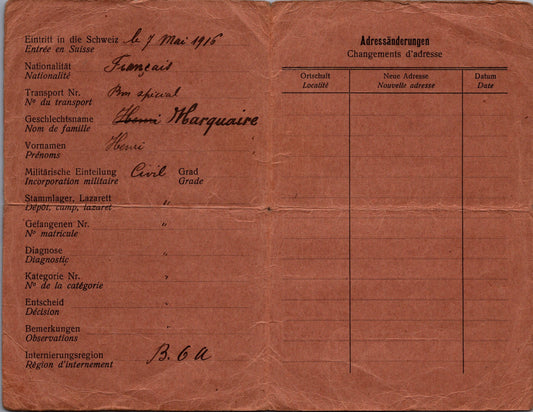 Eintritt in die Schweiz le 7 Mai 1916
Entrée en Suisse
Nationalität Français
Nationalité
Transport Nr.
Nº du transport
Geschlechtsname Henri Marquaire
Nom de famille
Vornamen Henri
Prénoms
Militärische Einteilung Civil Grad
Incorporation militaire Grade
Stammlager, Lazarett "
Dépôt, camp, lazaret
Gefangenen Nr. "
Nº matricule
Diagnose "
Diagnostic
Kategorie Nr. "
Nº de la catégorie
Entscheid "
Décision
Bemerkungen "
Observations
Internierungsregion B. 6 A
Région d'internement
Adressänderungen
Changements d'adresse
Ortschaft Neue Adresse Datum
Localité Nouvelle adresse Date